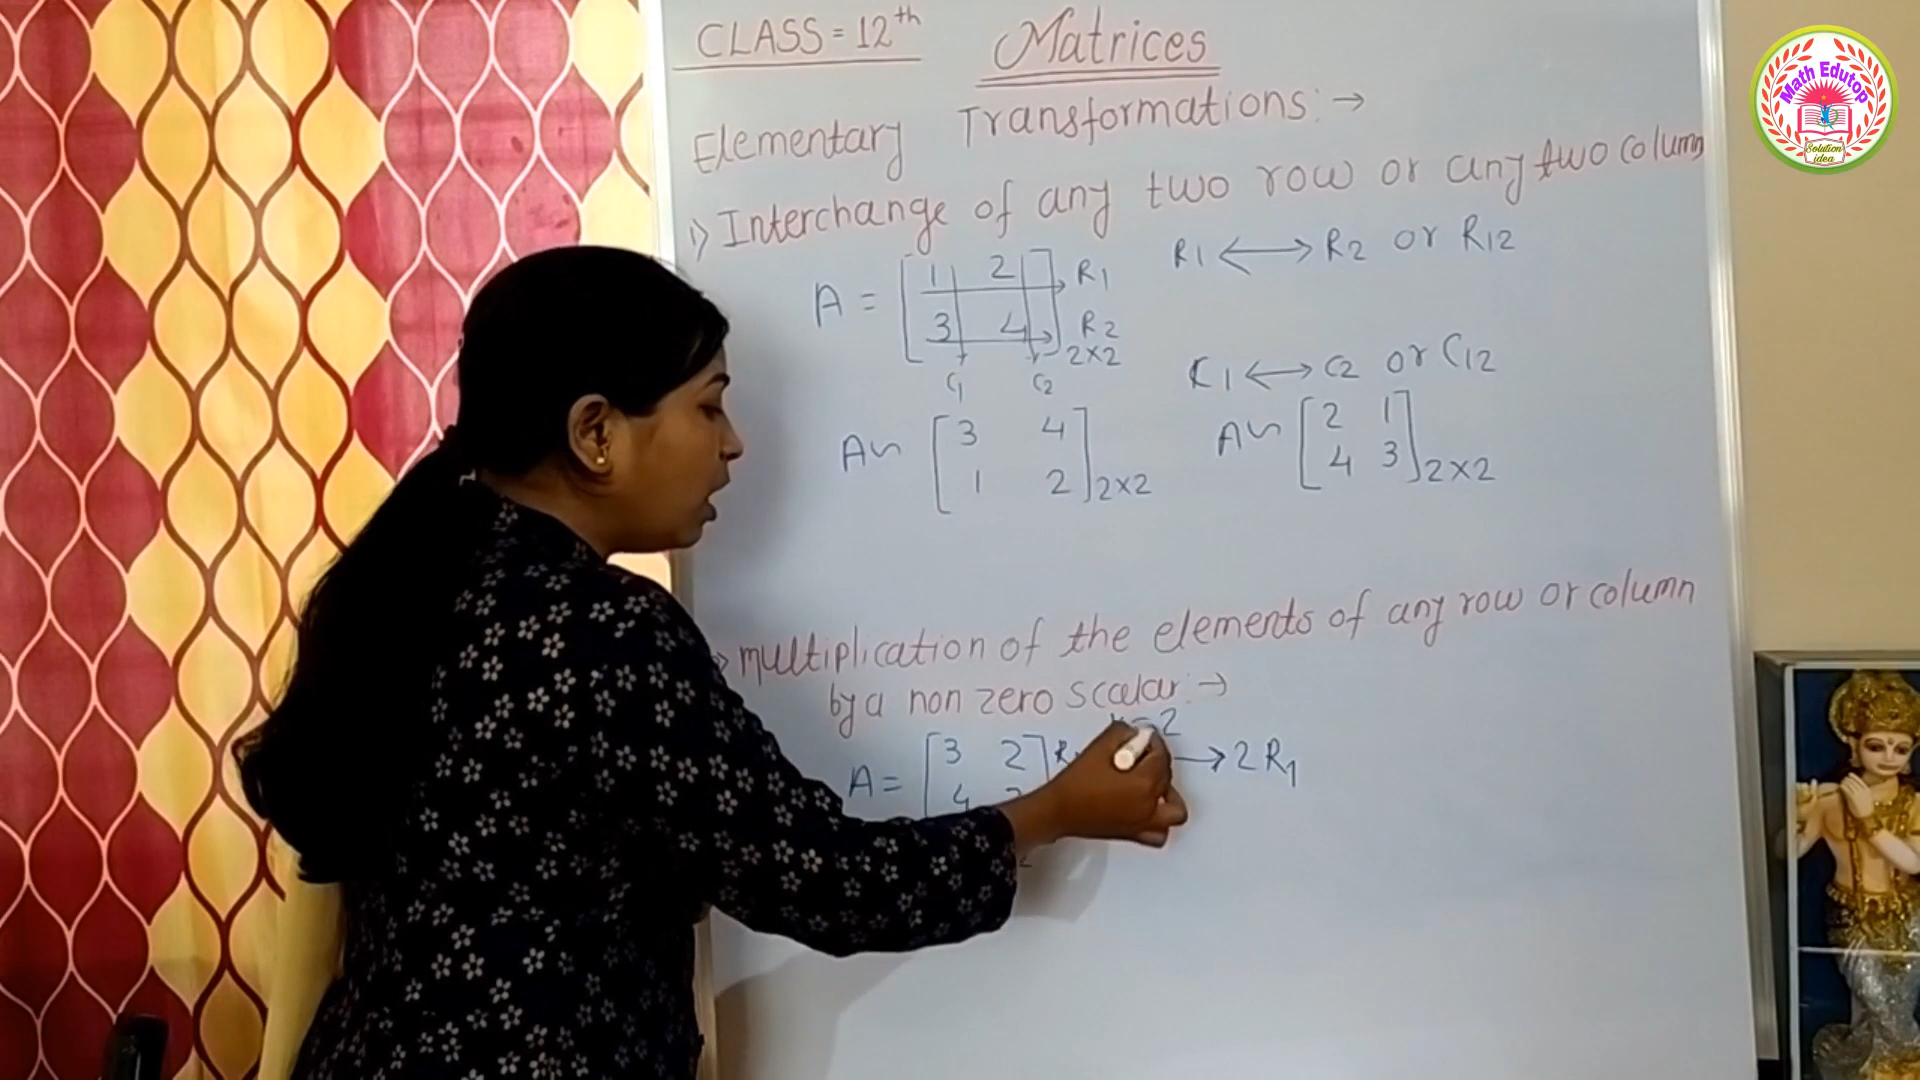 CLASS = 12th
Matrices
Elementary Transformations:→
1) Interchange of any two row or any two column
A = [1 2 R1
3 4] R2
2×2
C1 C2
R1 ⟷ R2 or R12
A ~ [3 4
1 2]2×2
C1 ⟷ C2 or C12
A ~ [2 1
4 3]2×2
multiplication of the elements of any row or column
by a non zero scalar:→
A = [3 2]
4
2
→ 2R1
Math Edutop
Solution
idea